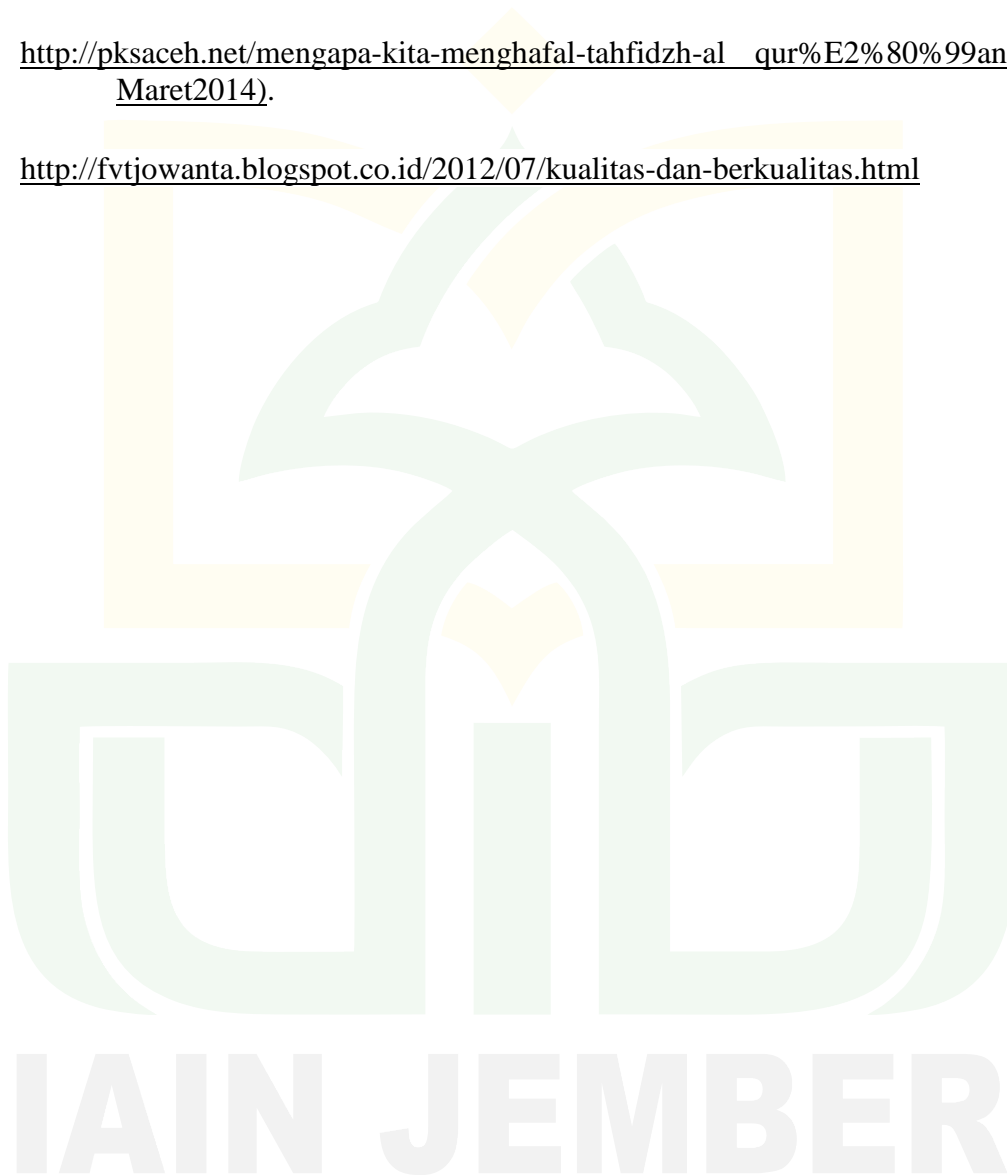 http://pksaceh.net/mengapa-kita-menghafal-tahfidzh-al qur%E2%80%99an
Maret2014).
http://fvtjowanta.blogspot.co.id/2012/07/kualitas-dan-berkualitas.html
IAIN JEMBER